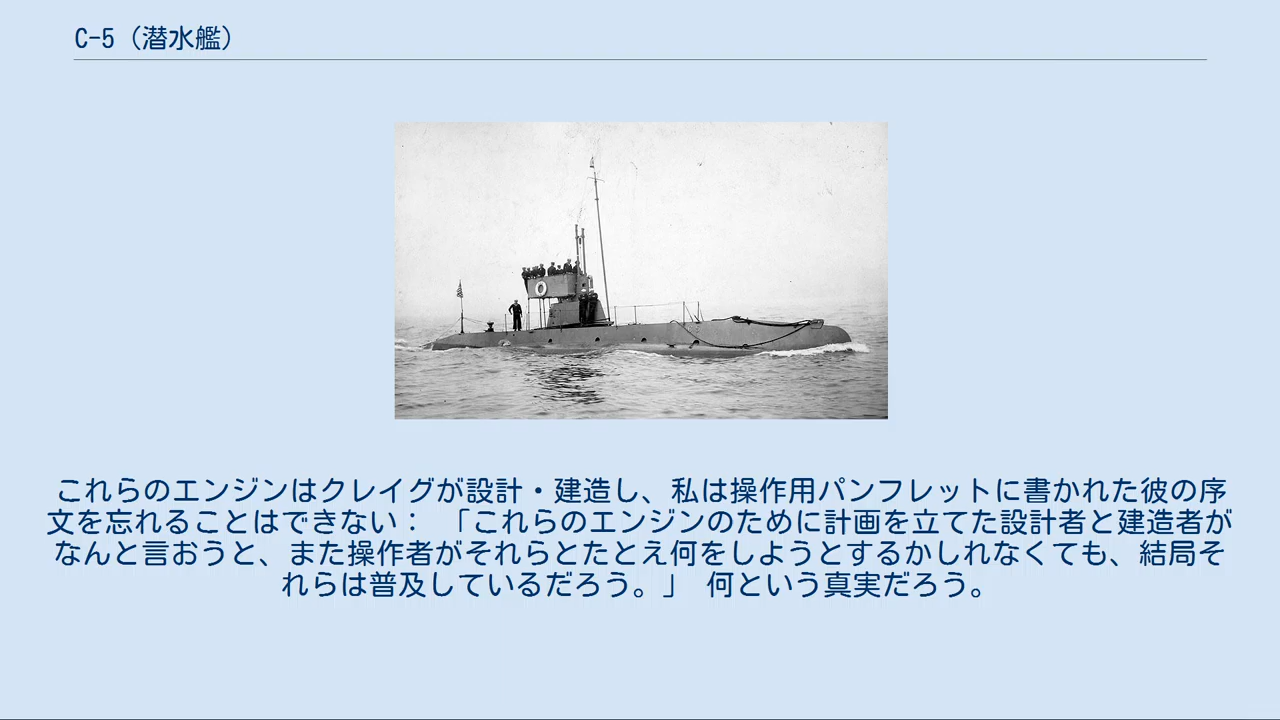 C-5（潜水艦）
これらのエンジンはクレイグが設計・建造し、私は操作用パンフレットに書かれた彼の序
文を忘れることはできない： 「これらのエンジンのために計画を立てた設計者と建造者が
なんと言おうと、また操作者がそれらとたとえ何をしようとするかしれなくても、結局そ
れらは普及しているだろう。」 何という真実だろう。